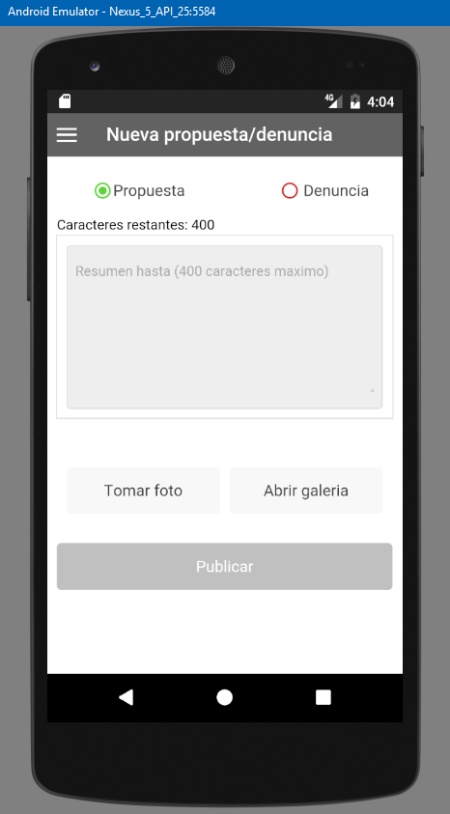 Android Emulator - Nexus_5_API_25:5584
4G 4:04
Nueva propuesta/denuncia
Propuesta Denuncia
Caracteres restantes: 400
Resumen hasta (400 caracteres maximo)
Tomar foto Abrir galeria
Publicar